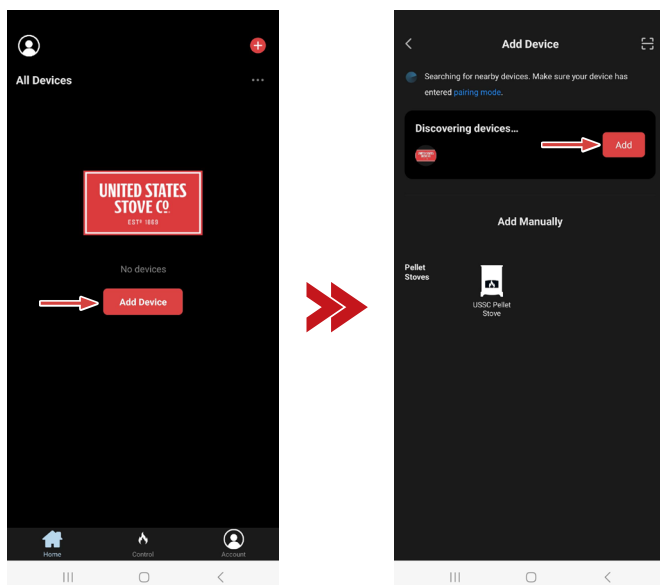 All Devices
UNITED STATES
STOVE CO.
EST? 1869
No devices
Add Device
Home
Control
Account
Add Device
Searching for nearby devices. Make sure your device has
entered pairing mode.
Discovering devices...
Add
Add Manually
Pellet
Stoves
USSC Pellet
Stove